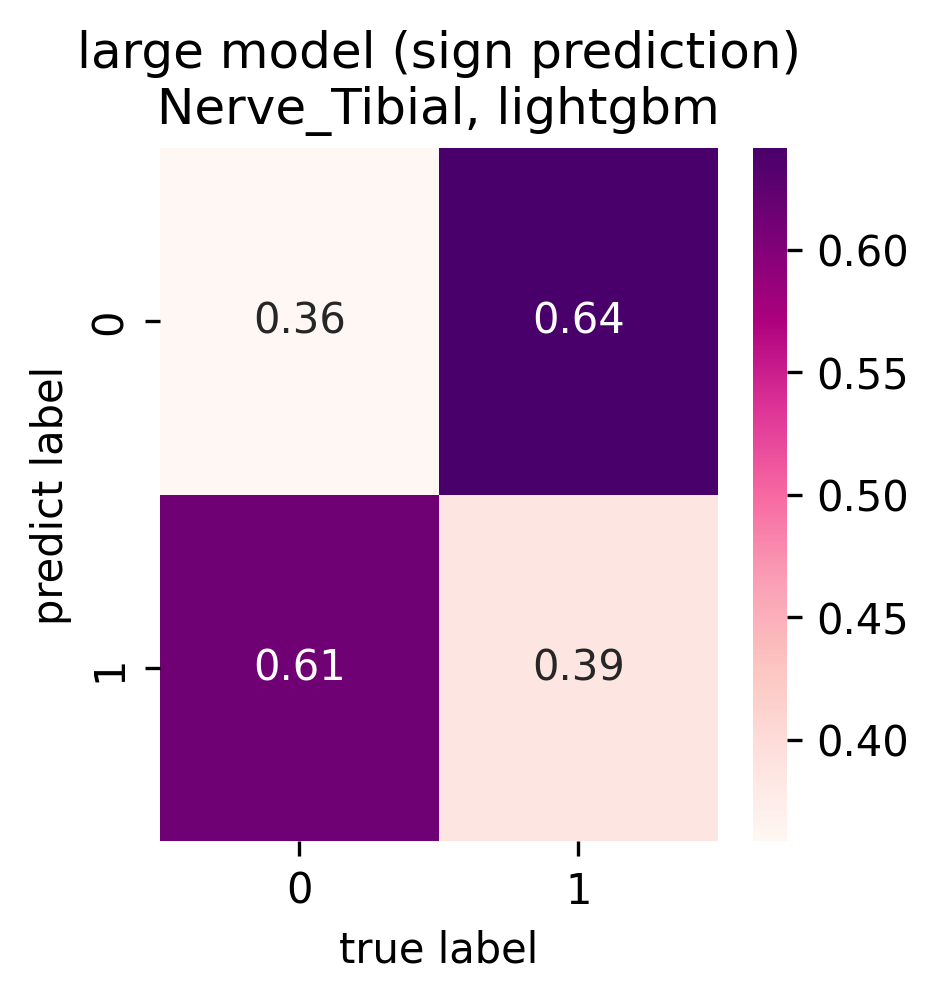 large model (sign prediction)
Nerve_Tibial, lightgbm
0.36 0.64
0.61 0.39
0
1
predict label
0 1
true label
0.60
0.55
0.50
0.45
0.40